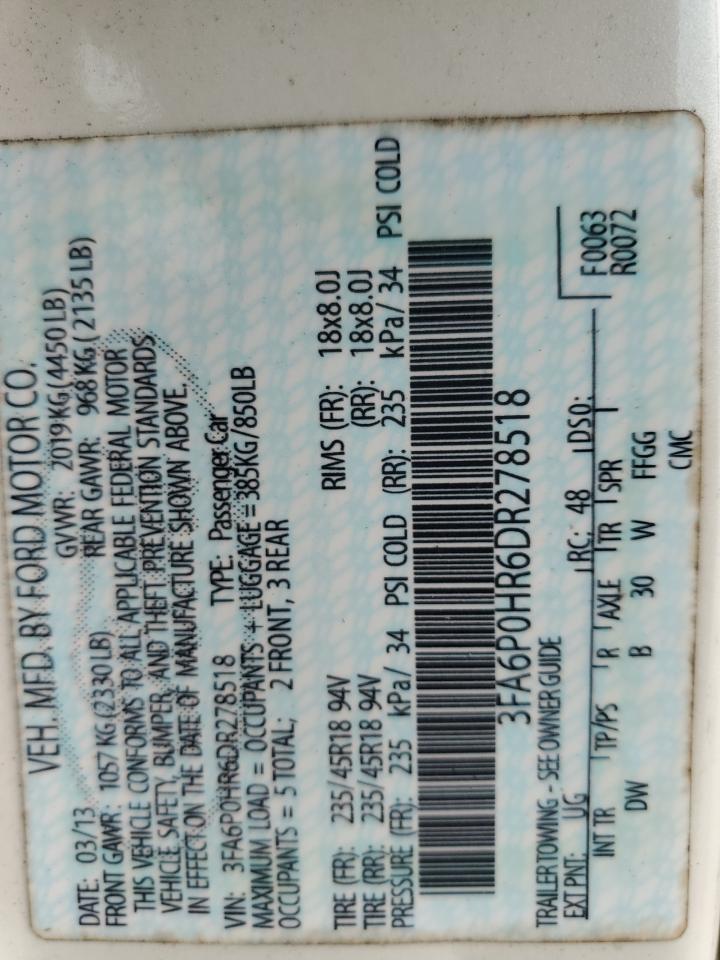 VEH. MFD. BY FORD MOTOR CO.
DATE: 03/13 GVWR: 2019 KG (4450 LB)
FRONT GAWR: 1057 KG (2330 LB) REAR GAWR: 968 KG ( 2135 LB)
THIS VEHICLE CONFORMS TO ALL APPLICABLE FEDERAL MOTOR
VEHICLE SAFETY, BUMPER, AND THEFT PREVENTION STANDARDS
IN EFFECT ON THE DATE OF MANUFACTURE SHOWN ABOVE.
VIN: 3FA6P0HR6DR278518 TYPE: Passenger Car
MAXIMUM LOAD = OCCUPANTS + LUGGAGE = 385KG/850LB
OCCUPANTS = 5 TOTAL; 2 FRONT, 3 REAR
TIRE (FR): 235/45R18 94V RIMS (FR): 18x8.0J
TIRE (RR): 235/45R18 94V (RR): 18x8.0J
PRESSURE (FR): 235 kPa/ 34 PSI COLD (RR): 235 kPa/ 34 PSI COLD
3FA6P0HR6DR278518
TRAILER TOWING - SEE OWNER GUIDE
EXT PNT: UG RC: 48 DSO: F0063
INT TR TP/PS R AXLE TR SPR R0072
DW B 30 W FFGG
CMC